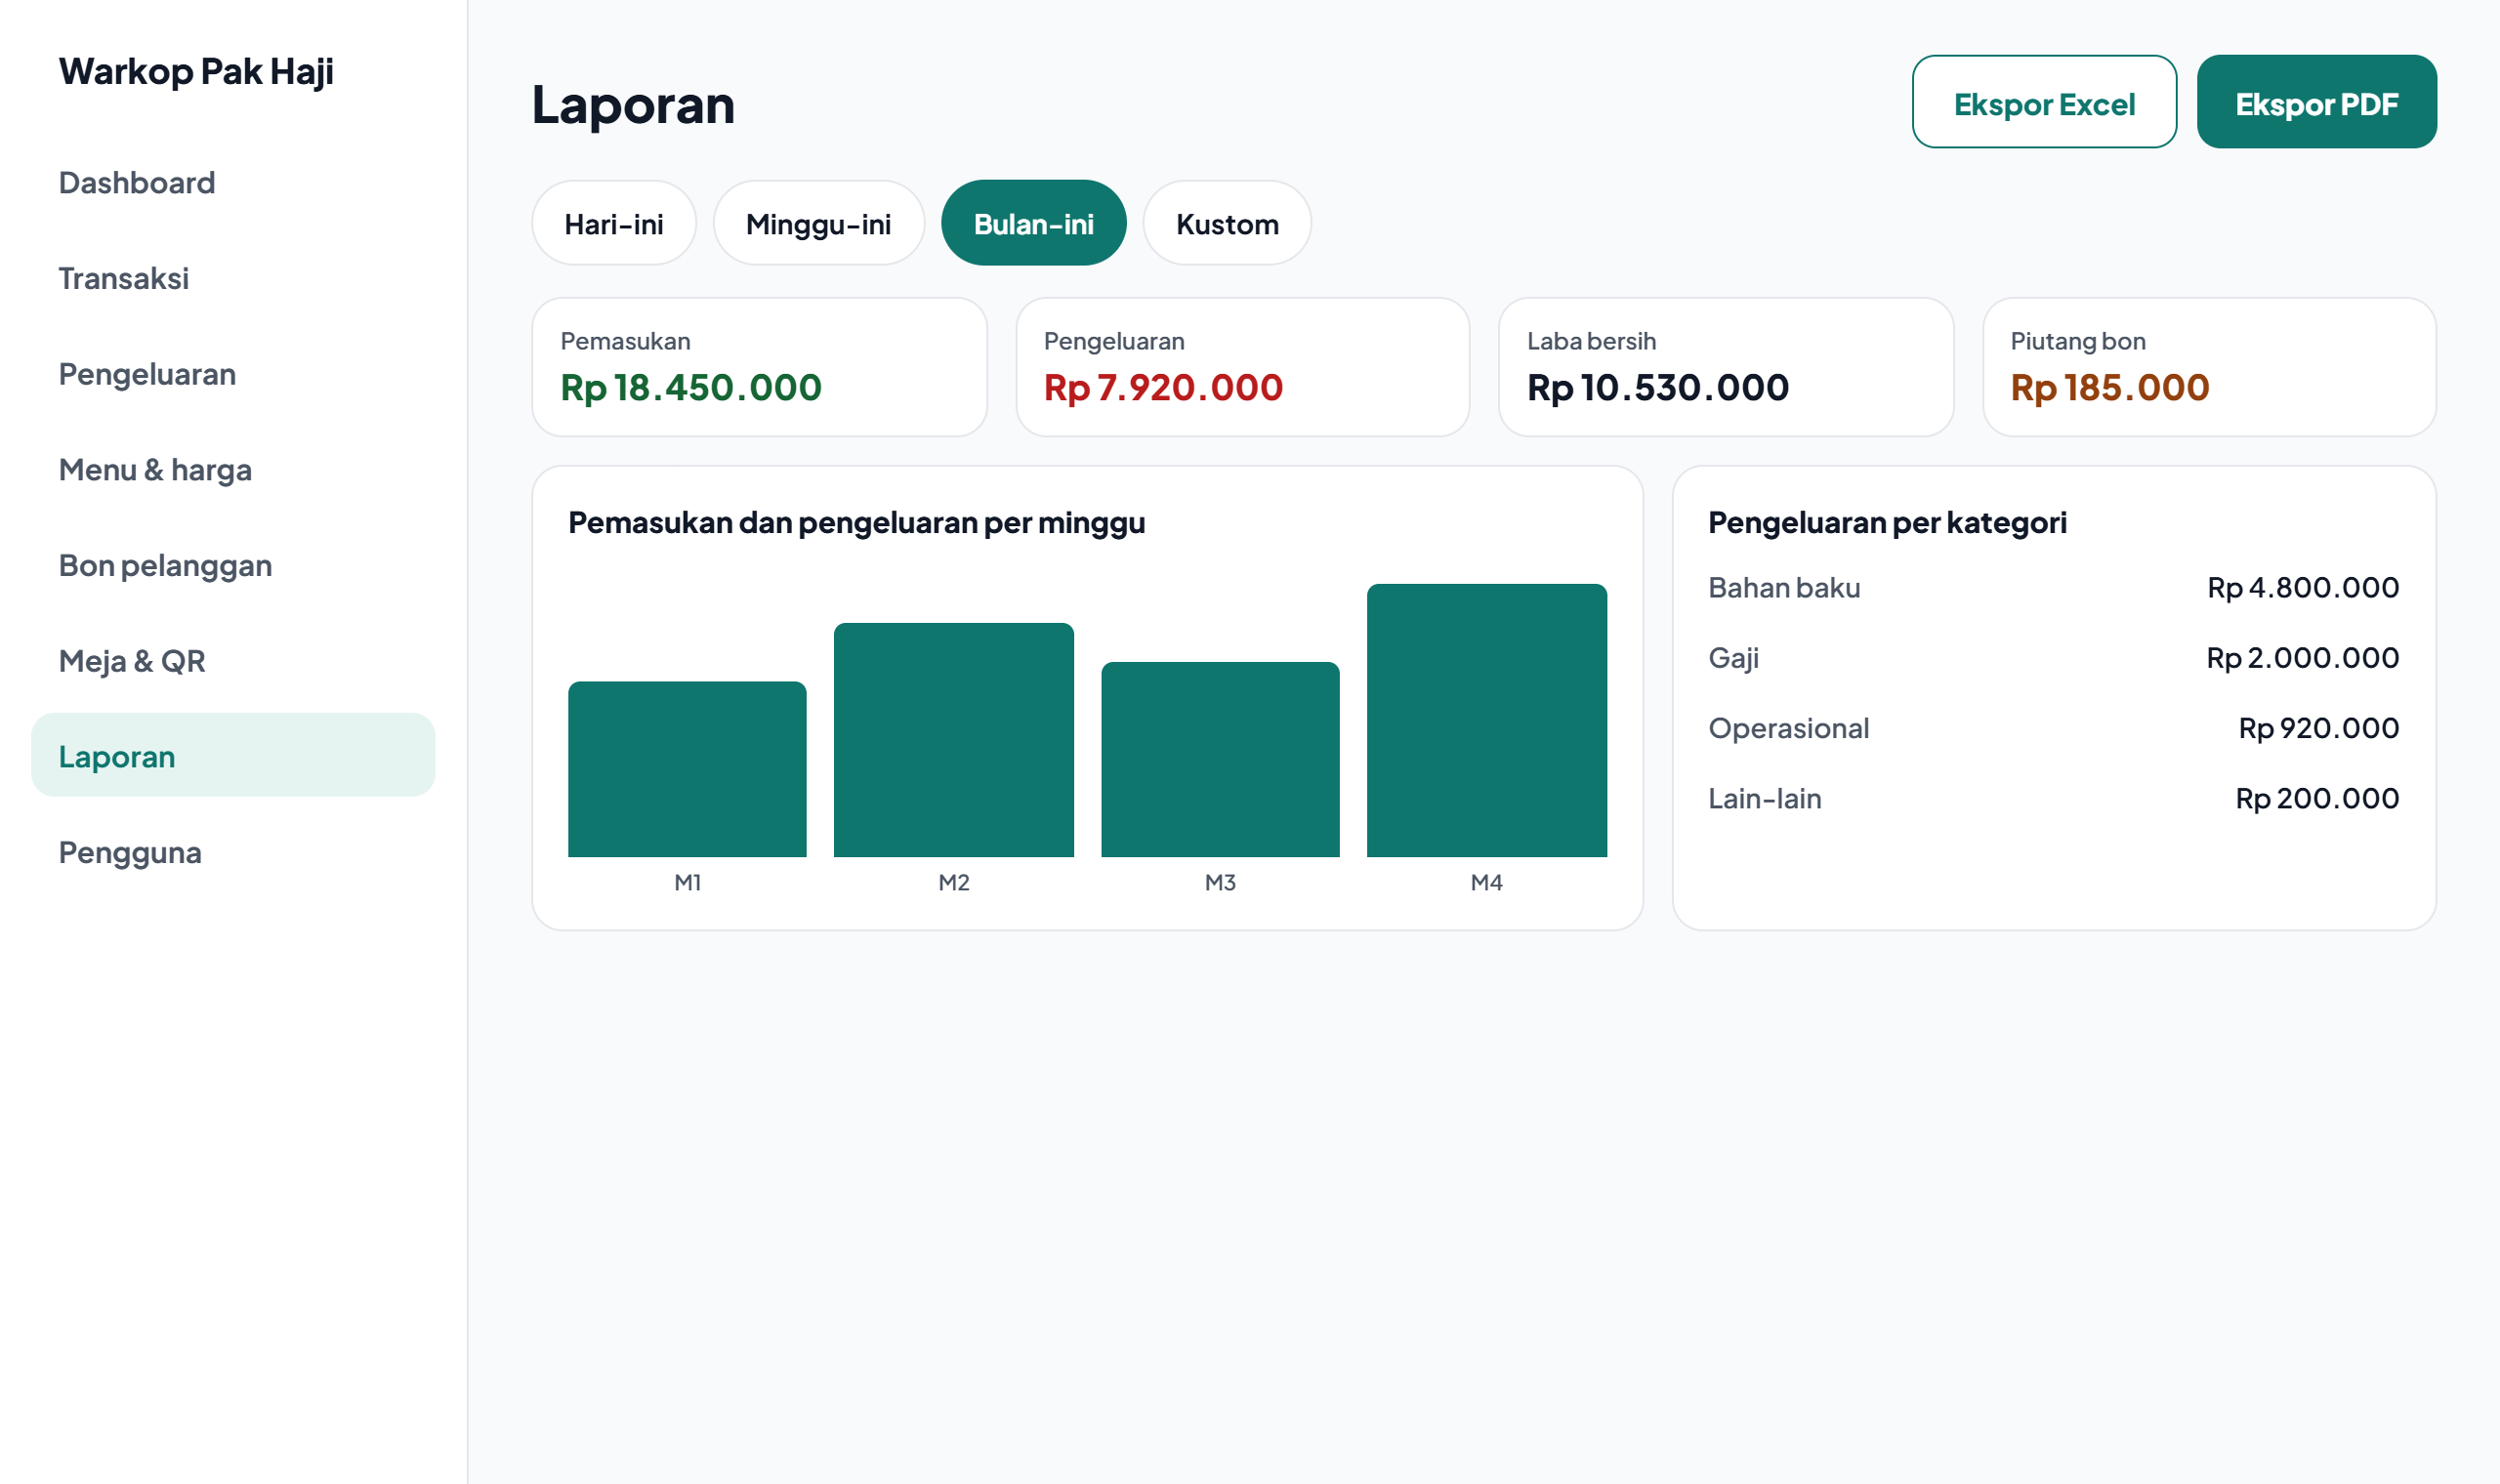 Warkop Pak Haji
Dashboard
Transaksi
Pengeluaran
Menu & harga
Bon pelanggan
Meja & QR
Laporan
Pengguna
Laporan
Ekspor Excel
Ekspor PDF
Hari-ini
Minggu-ini
Bulan-ini
Kustom
Pemasukan
Rp 18.450.000
Pengeluaran
Rp 7.920.000
Laba bersih
Rp 10.530.000
Piutang bon
Rp 185.000
Pemasukan dan pengeluaran per minggu
M1
M2
M3
M4
Pengeluaran per kategori
Bahan baku Rp 4.800.000
Gaji Rp 2.000.000
Operasional Rp 920.000
Lain-lain Rp 200.000